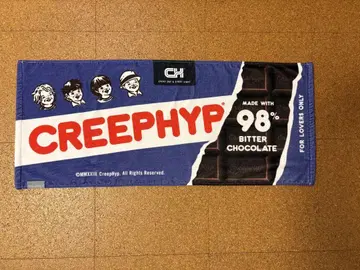 CH
CREEPHYP
MADE WITH
98%
BITTER
CHOCOLATE
FOR LOVERS ONLY
©MMXXIII CreepHyp. All Rights Reserved.